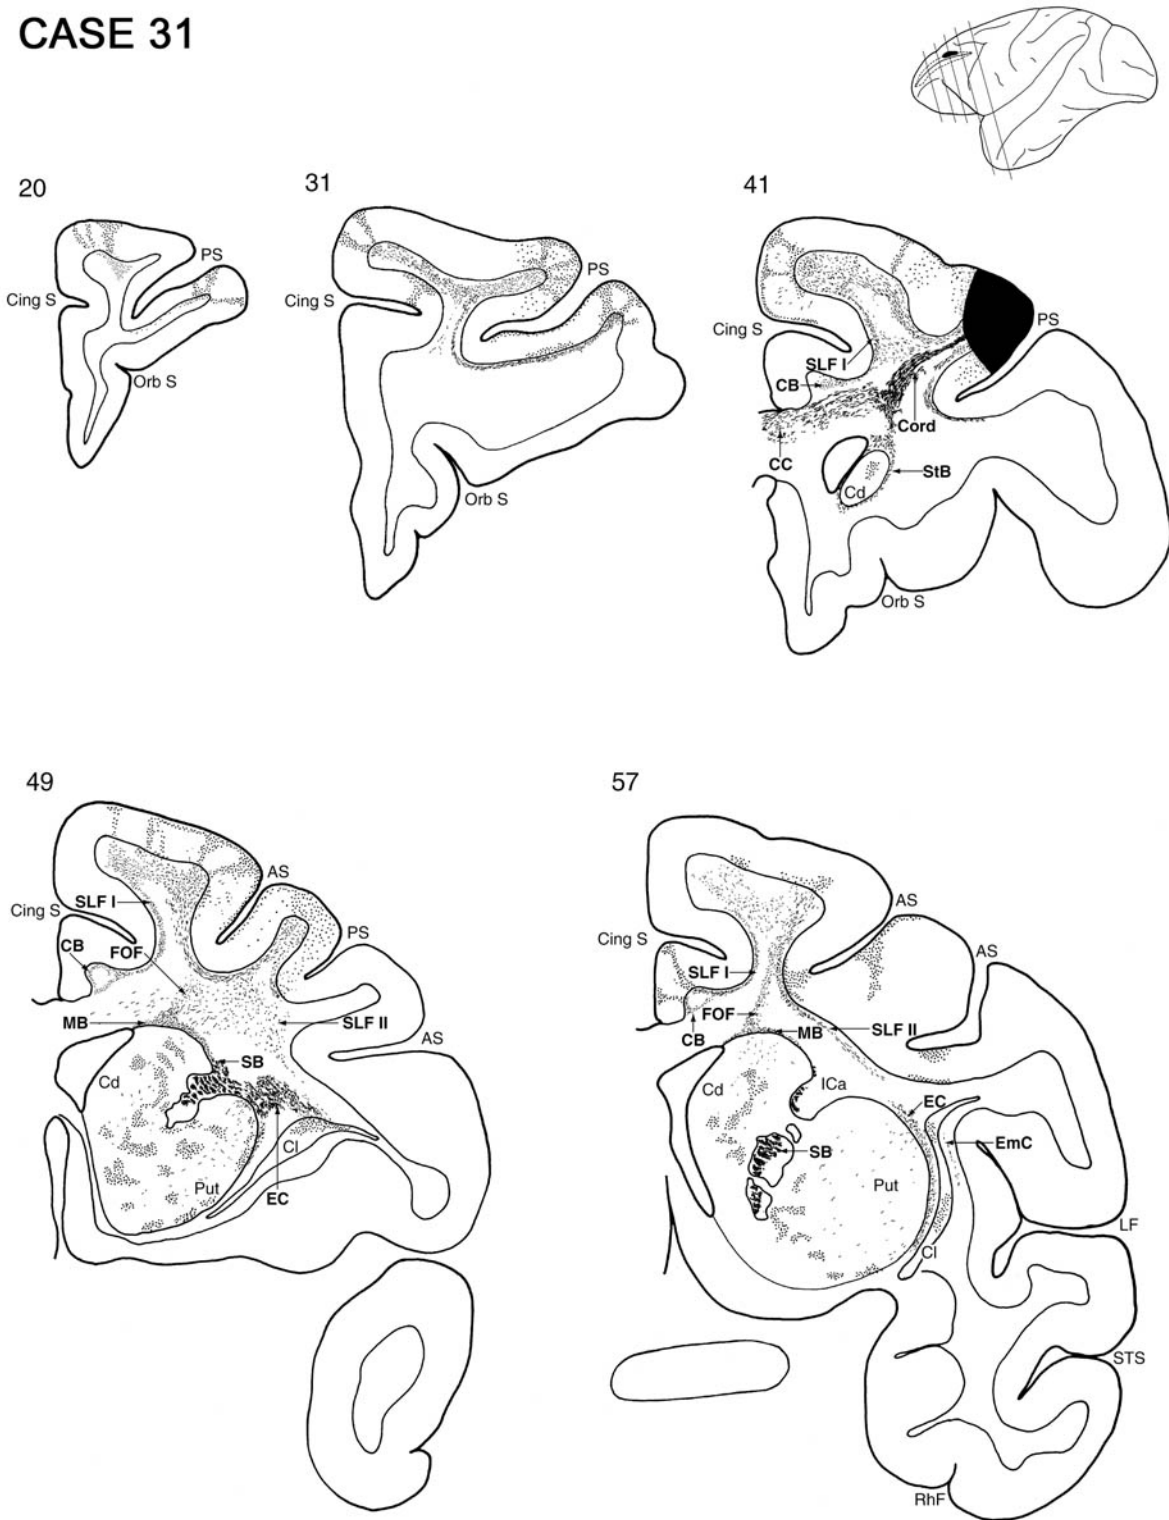 CASE 31
20
31
41
Cing S
PS
Orb S
Cing S
PS
Orb S
Cing S
PS
SLF I
CB
Cord
CC
StB
Cd
Orb S
49
57
AS
SLF I
Cing S
PS
CB
FOF
MB
SLF II
AS
SB
Cd
Cl
Put
EC
AS
Cing S
AS
SLF I
FOF
SLF II
CB
MB
Cd
ICa
EC
EmC
SB
Put
Cl
LF
STS
RhF